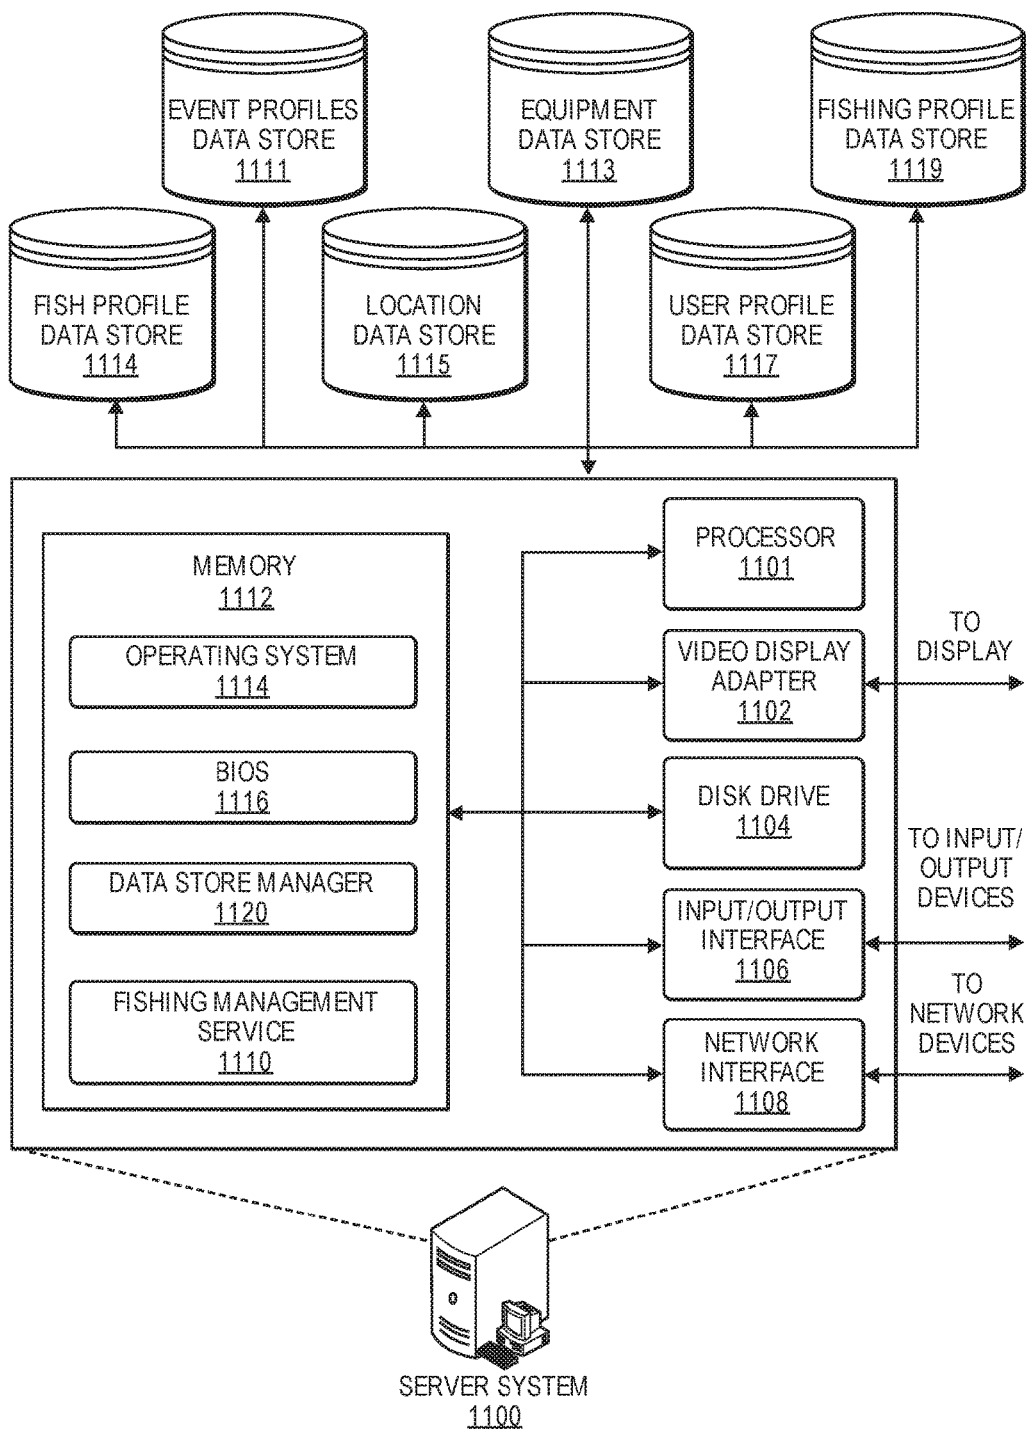 EVENT PROFILES
DATA STORE
1111
EQUIPMENT
DATA STORE
1113
FISHING PROFILE
DATA STORE
1119
FISH PROFILE
DATA STORE
1114
LOCATION
DATA STORE
1115
USER PROFILE
DATA STORE
1117
MEMORY
1112
OPERATING SYSTEM
1114
BIOS
1116
DATA STORE MANAGER
1120
FISHING MANAGEMENT
SERVICE
1110
PROCESSOR
1101
VIDEO DISPLAY
ADAPTER
1102
DISK DRIVE
1104
INPUT/OUTPUT
INTERFACE
1106
NETWORK
INTERFACE
1108
TO
DISPLAY
TO INPUT/
OUTPUT
DEVICES
TO
NETWORK
DEVICES
SERVER SYSTEM
1100